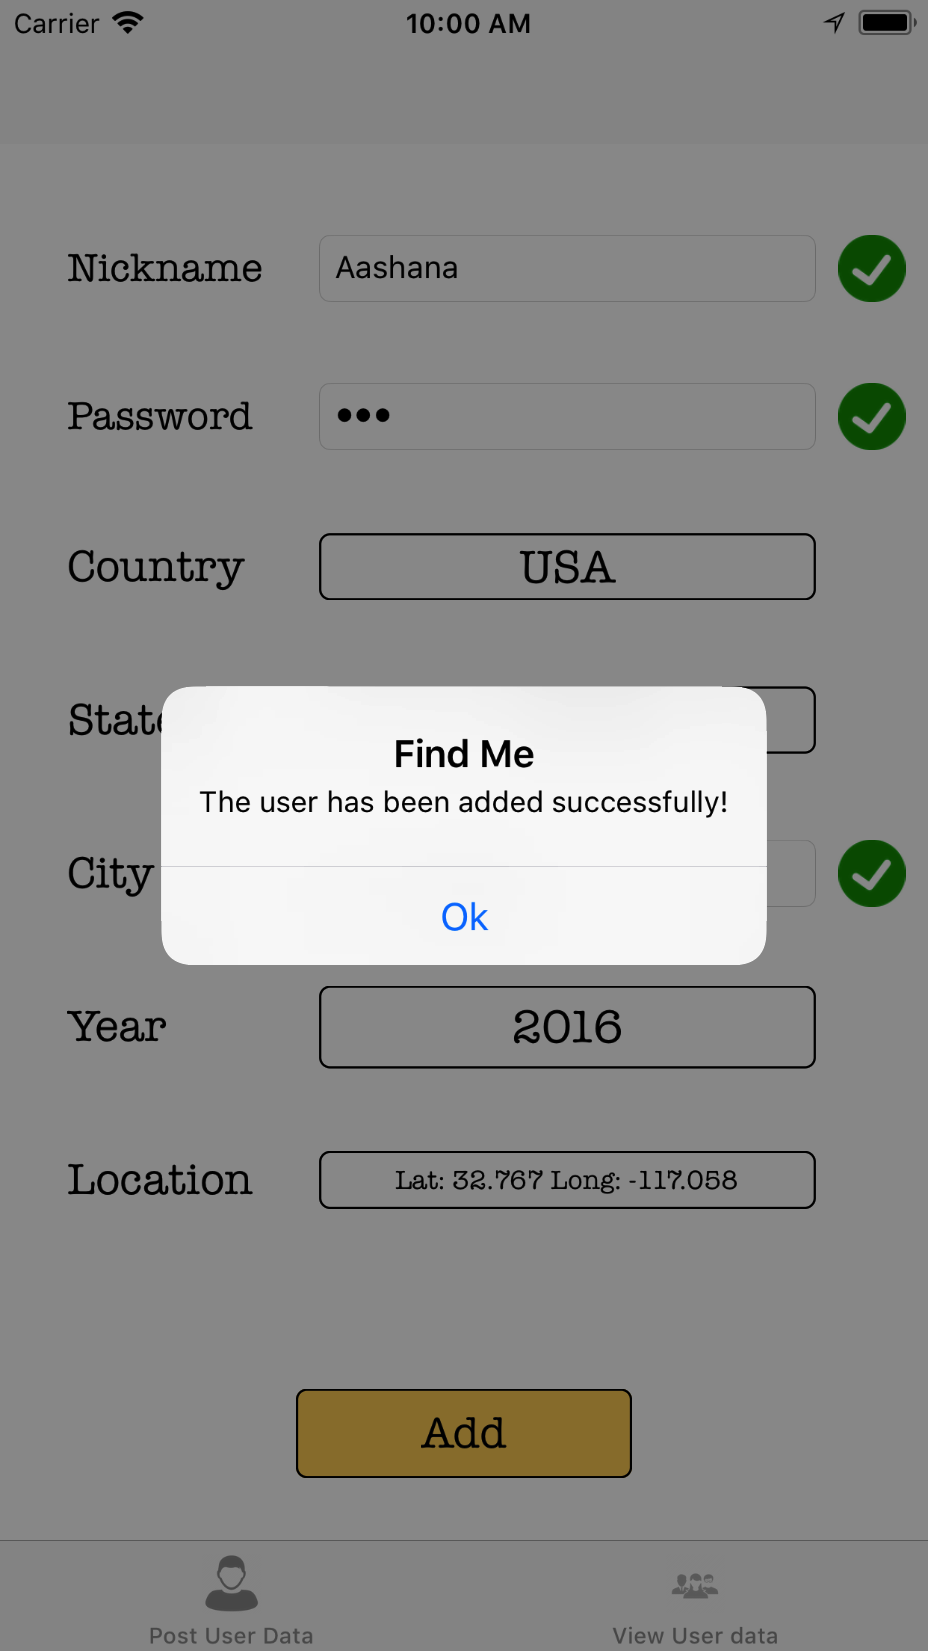 Carrier 10:00 AM
Nickname Aashana
Password •••
Country USA
State
Find Me
The user has been added successfully!
City
Ok
Year 2016
Location Lat: 32.767 Long: -117.058
Add
Post User Data View User data